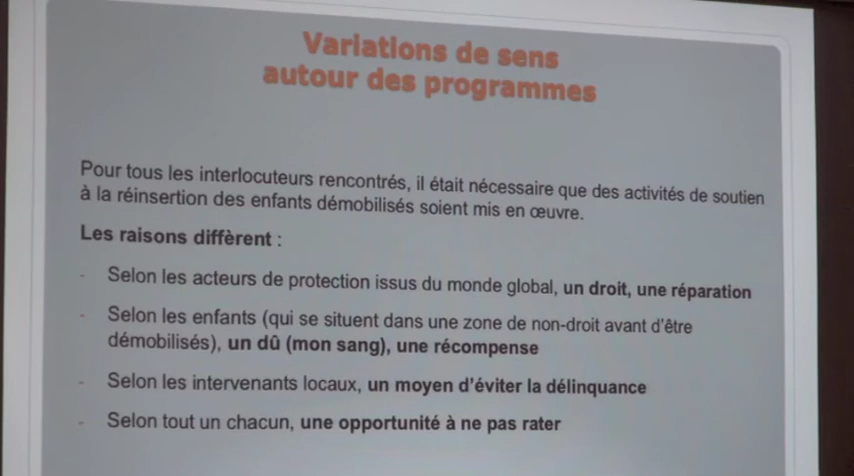 Variations de sens
autour des programmes
Pour tous les interlocuteurs rencontrés, il était nécessaire que des activités de soutien
à la réinsertion des enfants démobilisés soient mis en œuvre.
Les raisons diffèrent :
- Selon les acteurs de protection issus du monde global, un droit, une réparation
- Selon les enfants (qui se situent dans une zone de non-droit avant d'être
démobilisés), un dû (mon sang), une récompense
- Selon les intervenants locaux, un moyen d'éviter la délinquance
- Selon tout un chacun, une opportunité à ne pas rater